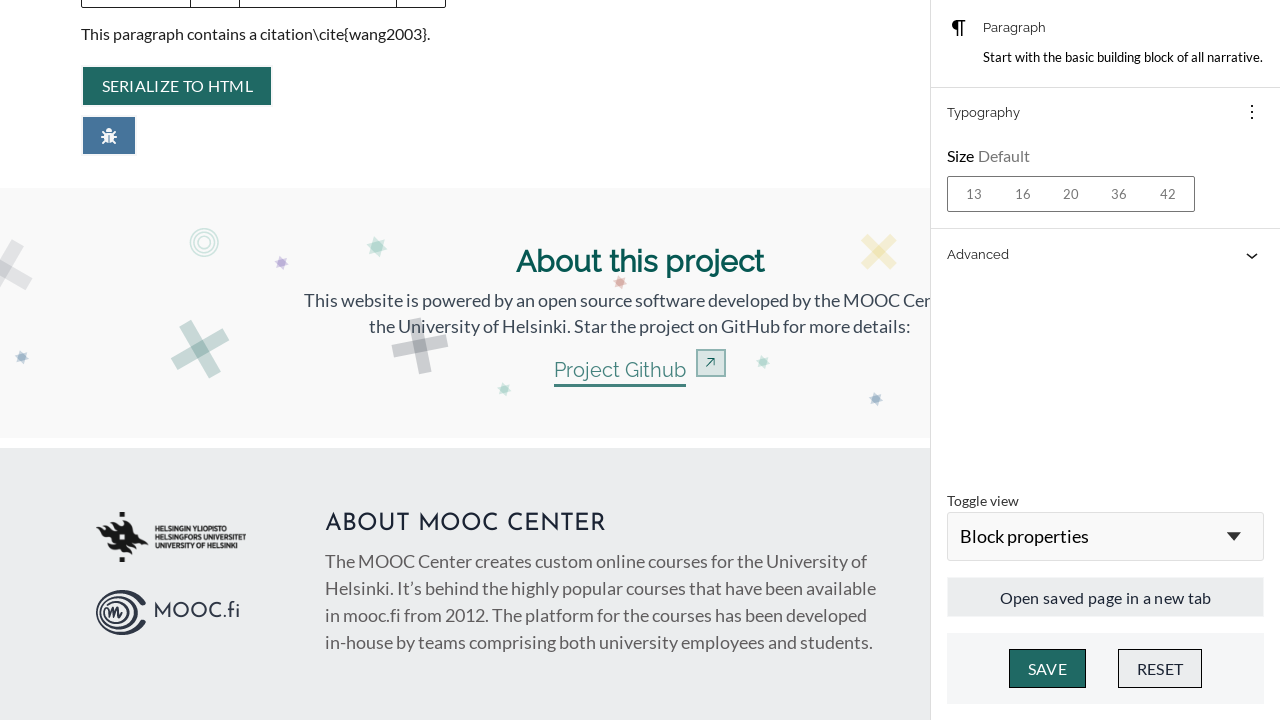 This paragraph contains a citation\cite{wang2003}.
SERIALIZE TO HTML
About this project
This website is powered by an open source software developed by the MOOC Cer
the University of Helsinki. Star the project on GitHub for more details:
Project Github
HELSINGIN YLIOPISTO
HELSINGFORS UNIVERSITET
UNIVERSITY OF HELSINKI
MOOC.fi
ABOUT MOOC CENTER
The MOOC Center creates custom online courses for the University of
Helsinki. It’s behind the highly popular courses that have been available
in mooc.fi from 2012. The platform for the courses has been developed
in-house by teams comprising both university employees and students.
Paragraph
Start with the basic building block of all narrative.
Typography
Size Default
13 16 20 36 42
Advanced
Toggle view
Block properties
Open saved page in a new tab
SAVE RESET